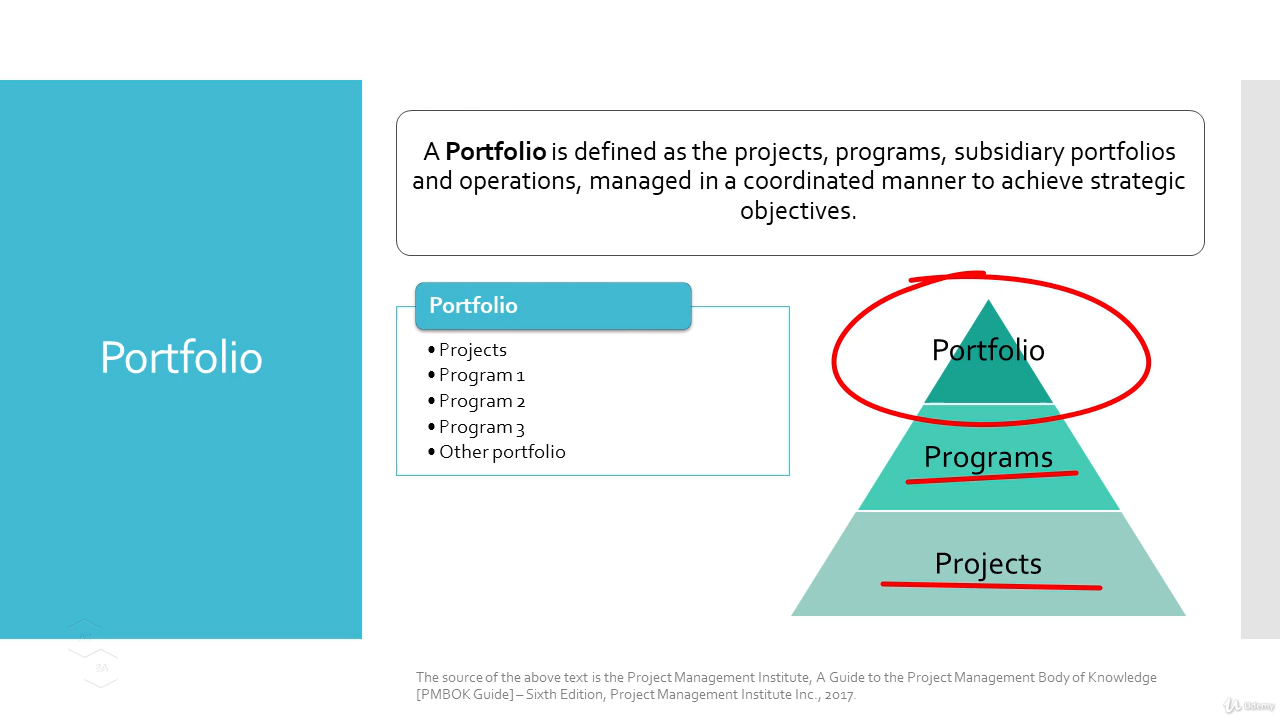 Portfolio
A Portfolio is defined as the projects, programs, subsidiary portfolios
and operations, managed in a coordinated manner to achieve strategic
objectives.
Portfolio
• Projects
• Program 1
• Program 2
• Program 3
• Other portfolio
Portfolio
Programs
Projects
The source of the above text is the Project Management Institute, A Guide to the Project Management Body of Knowledge
[PMBOK Guide] – Sixth Edition, Project Management Institute Inc., 2017.
Udemy